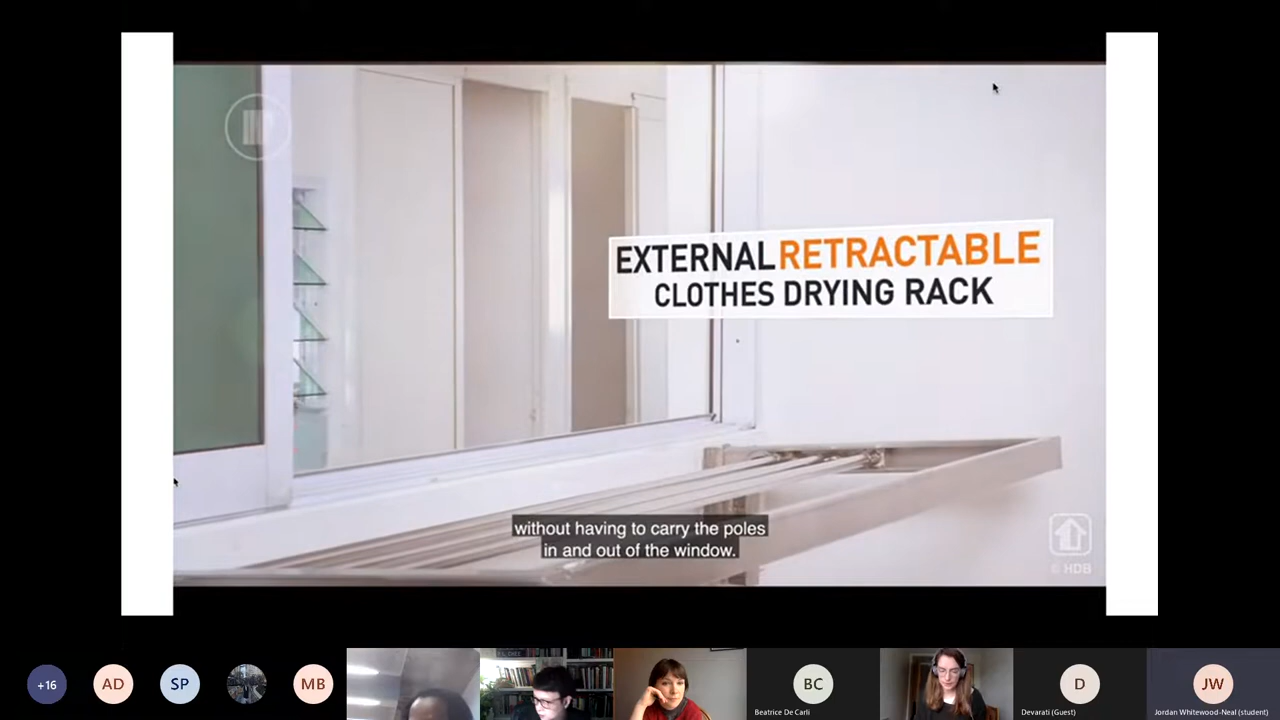 EXTERNAL RETRACTABLE
CLOTHES DRYING RACK
without having to carry the poles
in and out of the window.
© HDB
+16
AD
SP
MB
BC
Beatrice De Carli
D
Devarati (Guest)
JW
Jordan Whitewood-Neal (student)